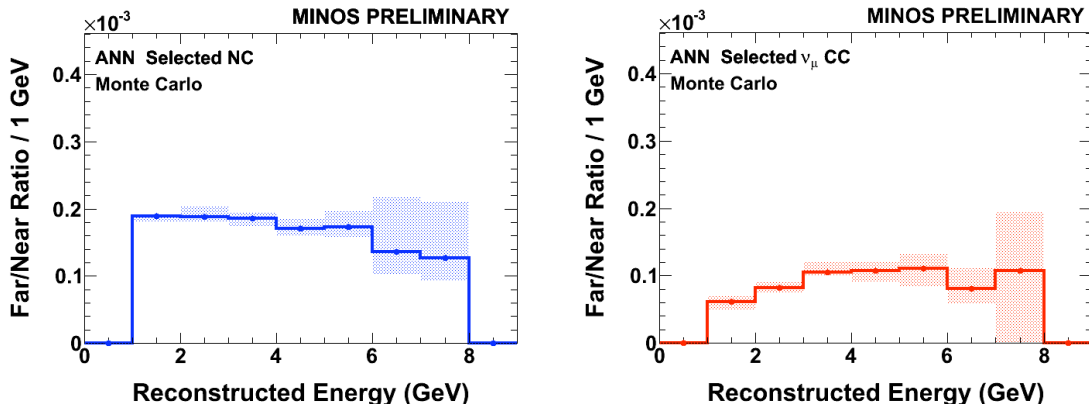 MINOS PRELIMINARY
×10⁻³
ANN Selected NC
Monte Carlo
0.4
0.3
0.2
0.1
0
0 2 4 6 8
Far/Near Ratio / 1 GeV
Reconstructed Energy (GeV)
MINOS PRELIMINARY
×10⁻³
ANN Selected νμ CC
Monte Carlo
0.4
0.3
0.2
0.1
0
0 2 4 6 8
Far/Near Ratio / 1 GeV
Reconstructed Energy (GeV)